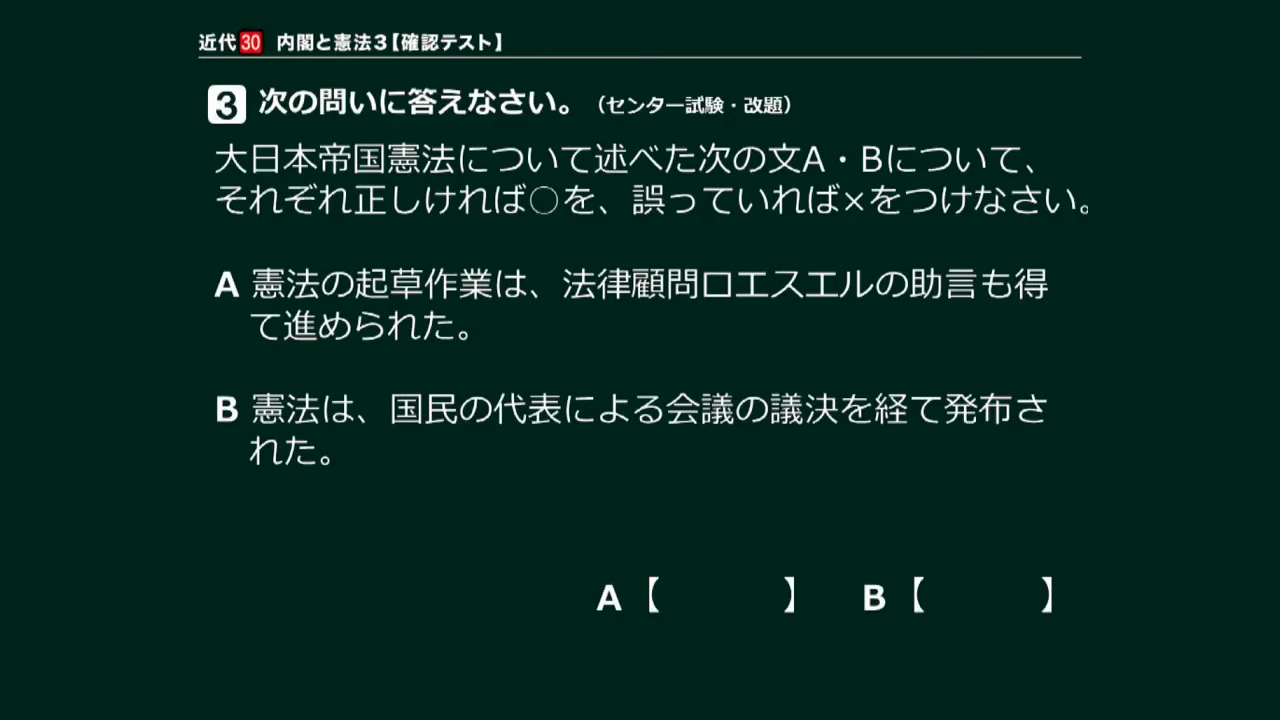 近代30 内閣と憲法3【確認テスト】
3 次の問いに答えなさい。（センター試験・改題）
大日本帝国憲法について述べた次の文A・Bについて、
それぞれ正しければ○を、誤っていれば×をつけなさい。
A 憲法の起草作業は、法律顧問ロエスエルの助言も得
て進められた。
B 憲法は、国民の代表による会議の議決を経て発布さ
れた。
A【　　　】 B【　　　】